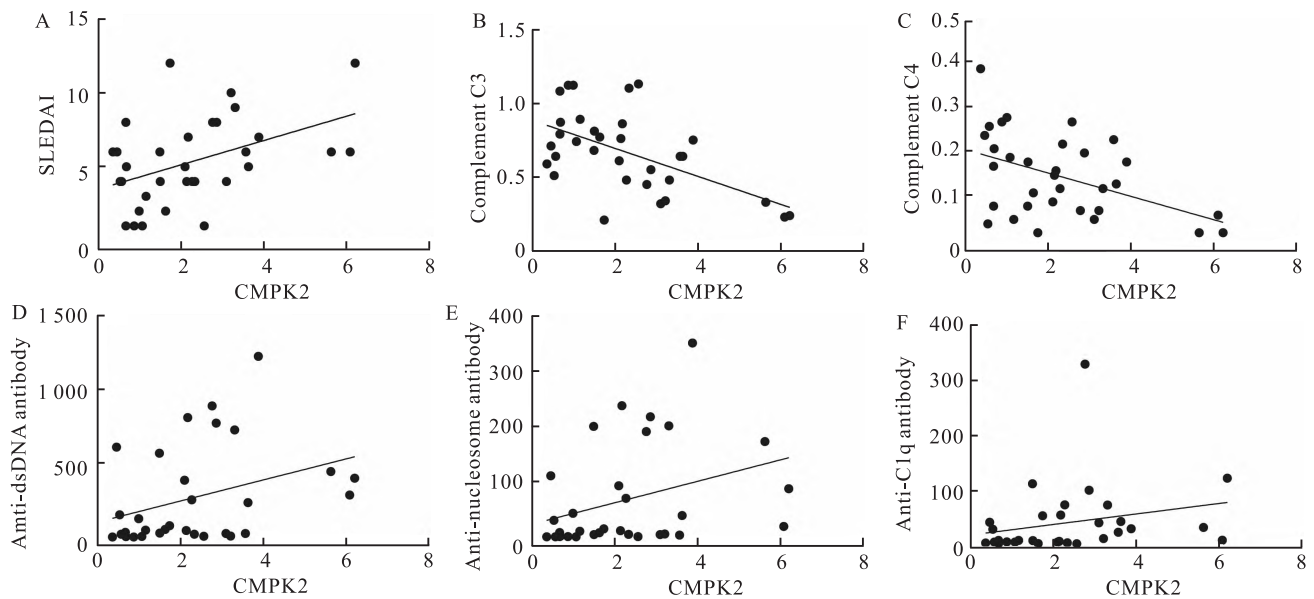 A
SLEDAI
15
10
5
0
0 2 4 6 8
CMPK2
B
Complement C3
1.5
1.0
0.5
0
0 2 4 6 8
CMPK2
C
Complement C4
0.5
0.4
0.3
0.2
0.1
0
0 2 4 6 8
CMPK2
D
Amti-dsDNA antibody
1 500
1 000
500
0
0 2 4 6 8
CMPK2
E
Anti-nucleosome antibody
400
300
200
100
0
0 2 4 6 8
CMPK2
F
Anti-C1q antibody
400
300
200
100
0
0 2 4 6 8
CMPK2